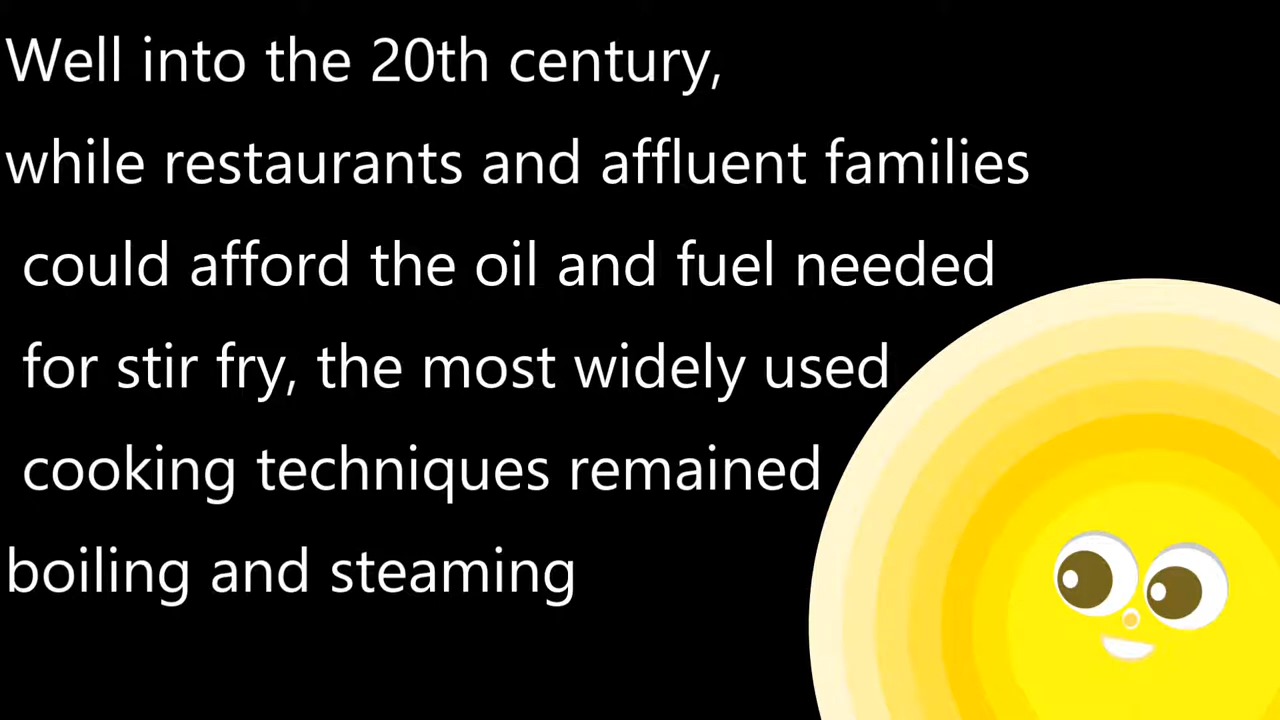 Well into the 20th century,
while restaurants and affluent families
could afford the oil and fuel needed
for stir fry, the most widely used
cooking techniques remained
boiling and steaming